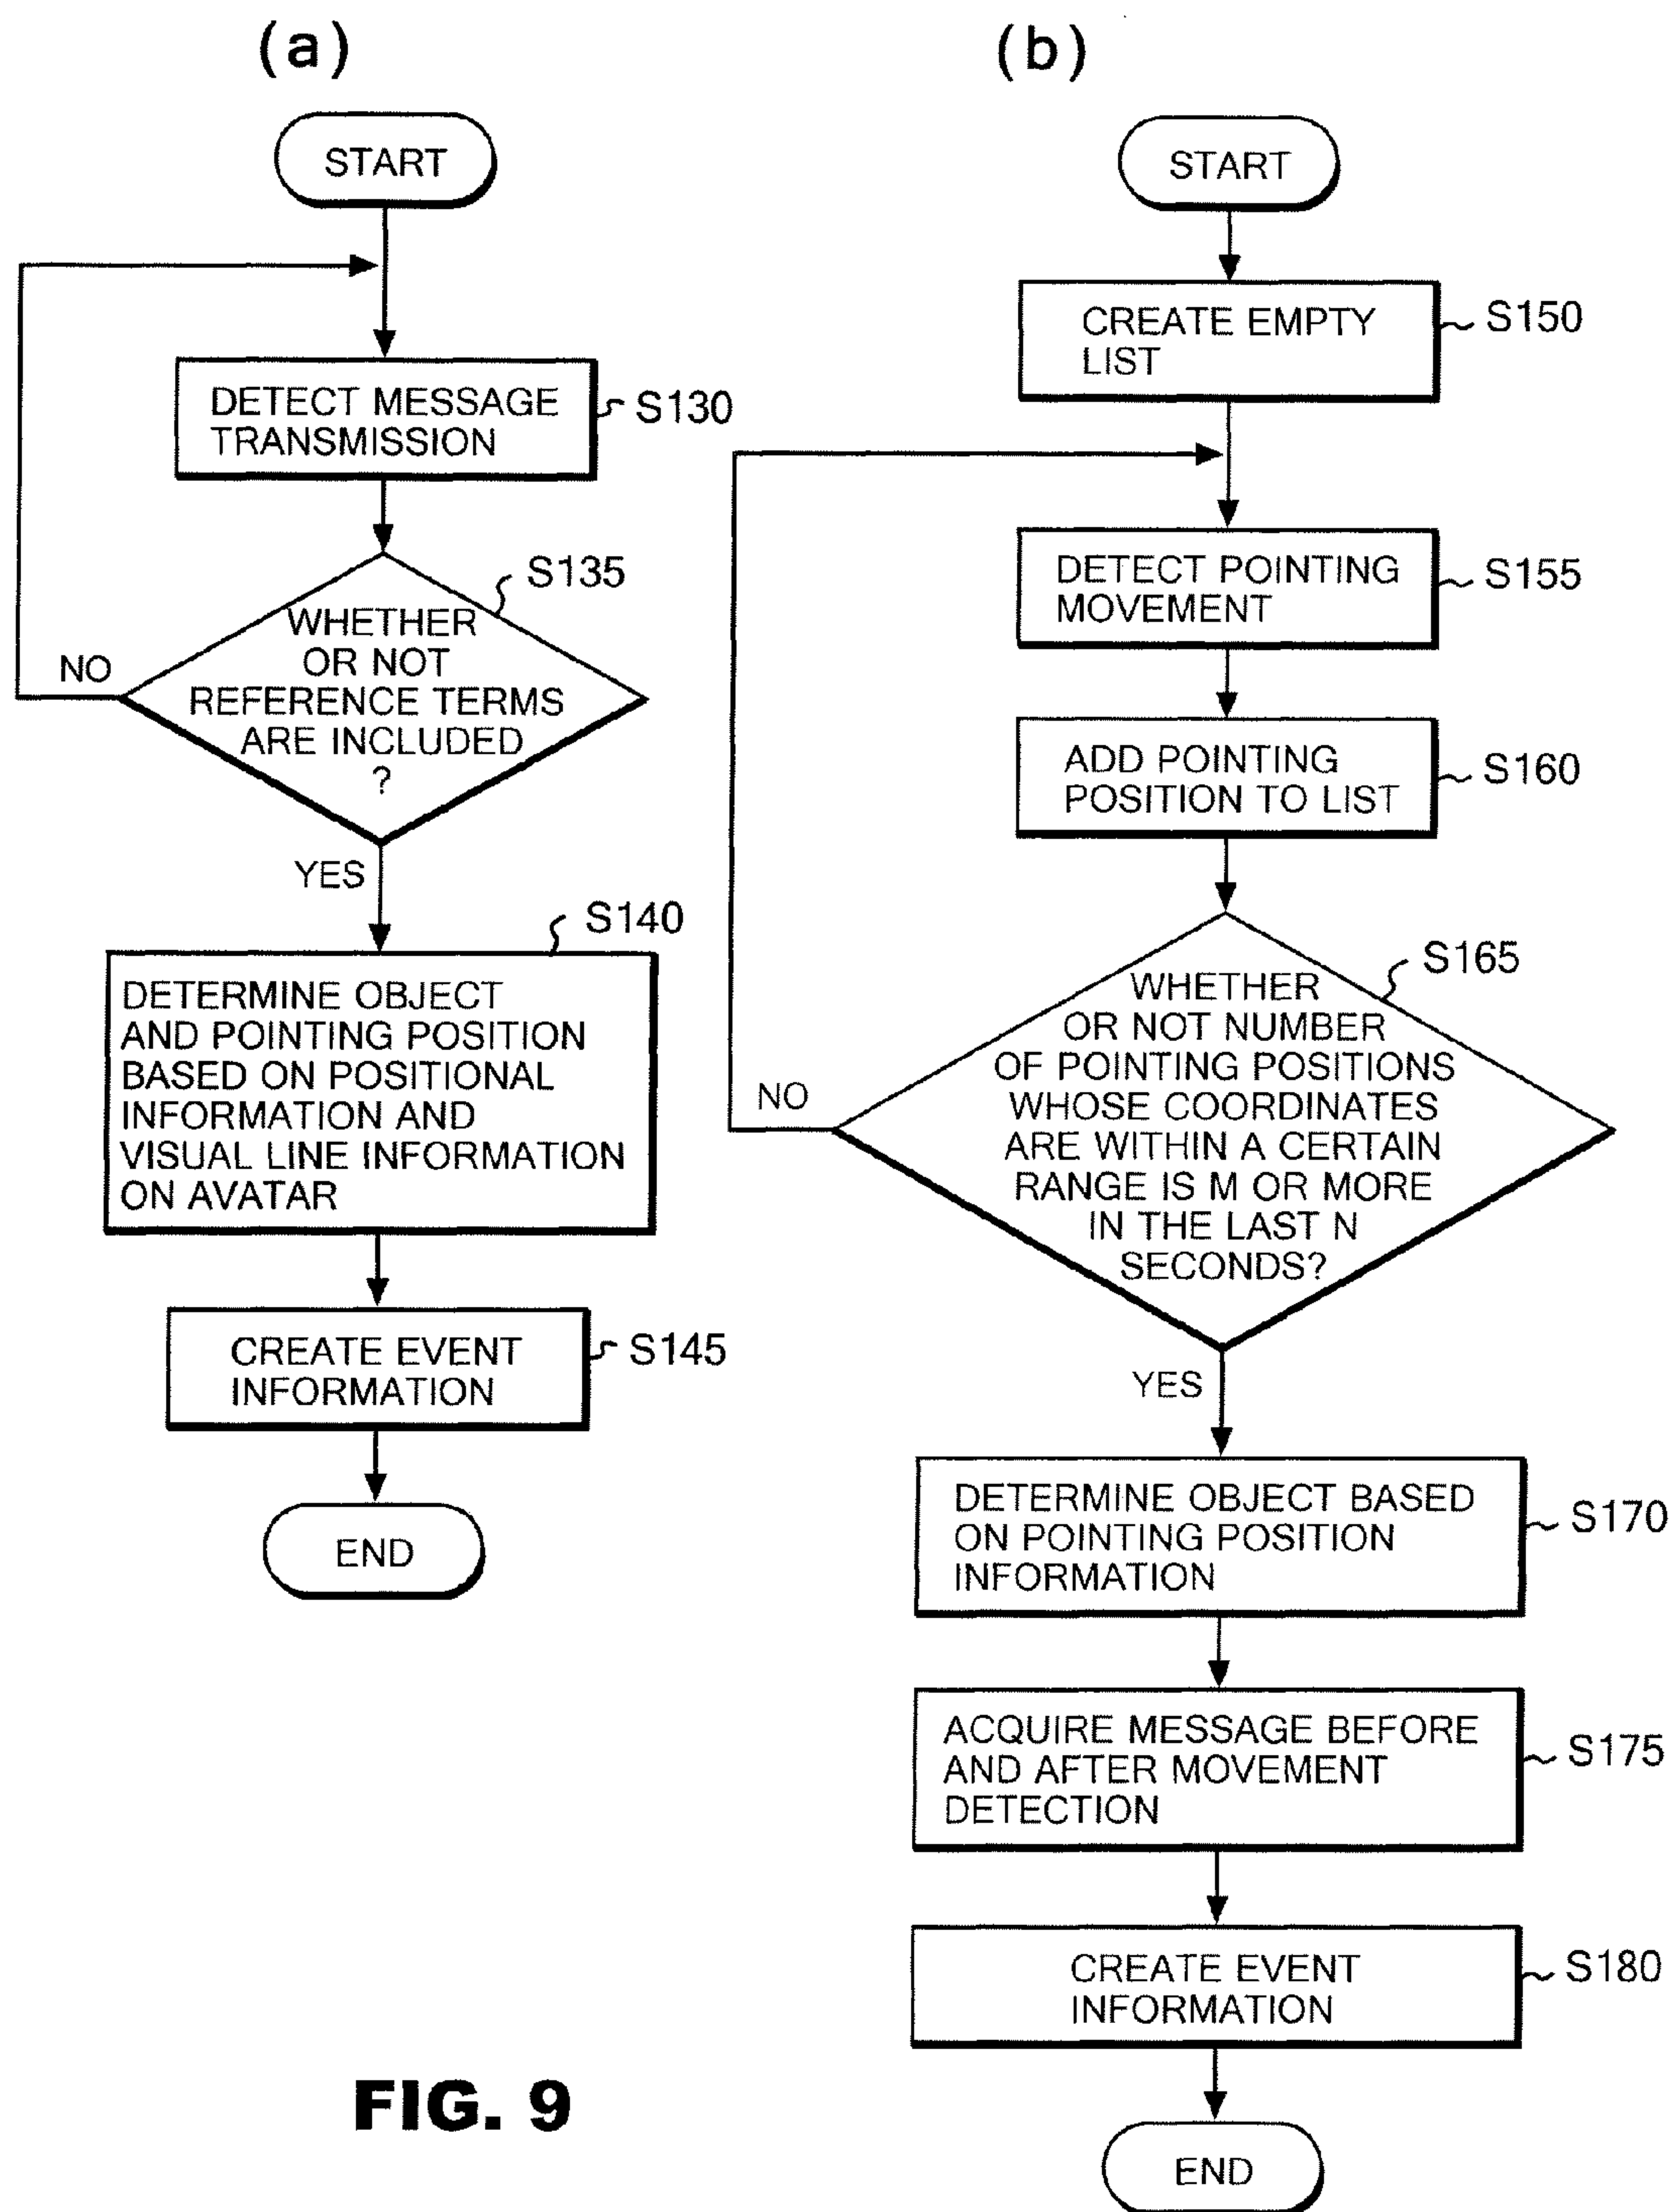 (a)
START
DETECT MESSAGE
TRANSMISSION
S130
S135
WHETHER
OR NOT
REFERENCE TERMS
ARE INCLUDED
?
NO
YES
S140
DETERMINE OBJECT
AND POINTING POSITION
BASED ON POSITIONAL
INFORMATION AND
VISUAL LINE INFORMATION
ON AVATAR
CREATE EVENT
INFORMATION
S145
END
(b)
START
CREATE EMPTY
LIST
S150
DETECT POINTING
MOVEMENT
S155
ADD POINTING
POSITION TO LIST
S160
S165
WHETHER
OR NOT NUMBER
OF POINTING POSITIONS
WHOSE COORDINATES
ARE WITHIN A CERTAIN
RANGE IS M OR MORE
IN THE LAST N
SECONDS?
NO
YES
DETERMINE OBJECT BASED
ON POINTING POSITION
INFORMATION
S170
ACQUIRE MESSAGE BEFORE
AND AFTER MOVEMENT
DETECTION
S175
CREATE EVENT
INFORMATION
S180
END
FIG. 9